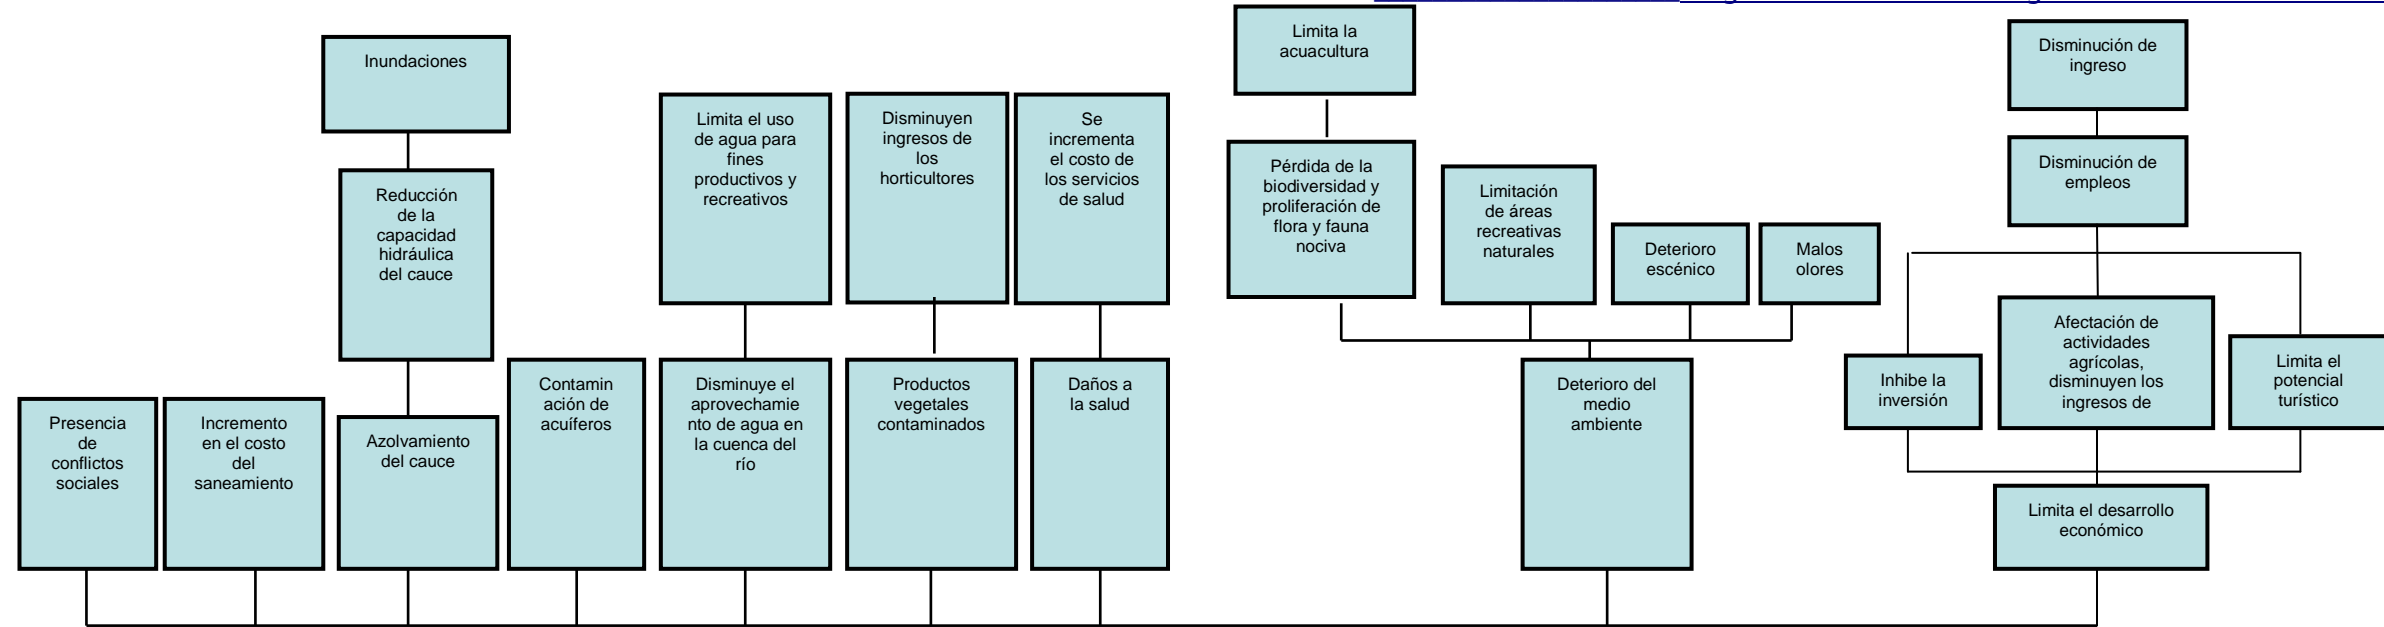 Inundaciones
Reducción
de la
capacidad
hidráulica
del cauce
Presencia
de
conflictos
sociales
Incremento
en el costo
del
saneamiento
Azolvamiento
del cauce
Contamin
ación de
acuíferos
Limita el uso
de agua para
fines
productivos y
recreativos
Disminuye el
aprovechamie
nto de agua en
la cuenca del
río
Disminuyen
ingresos de
los
horticultores
Productos
vegetales
contaminados
Se
incrementa
el costo de
los servicios
de salud
Daños a
la salud
Limita la
acuacultura
Pérdida de la
biodiversidad y
proliferación de
flora y fauna
nociva
Limitación
de áreas
recreativas
naturales
Deterioro
escénico
Malos
olores
Deterioro del
medio
ambiente
Disminución de
ingreso
Disminución de
empleos
Inhibe la
inversión
Afectación de
actividades
agrícolas,
disminuyen los
ingresos de
Limita el
potencial
turístico
Limita el desarrollo
económico